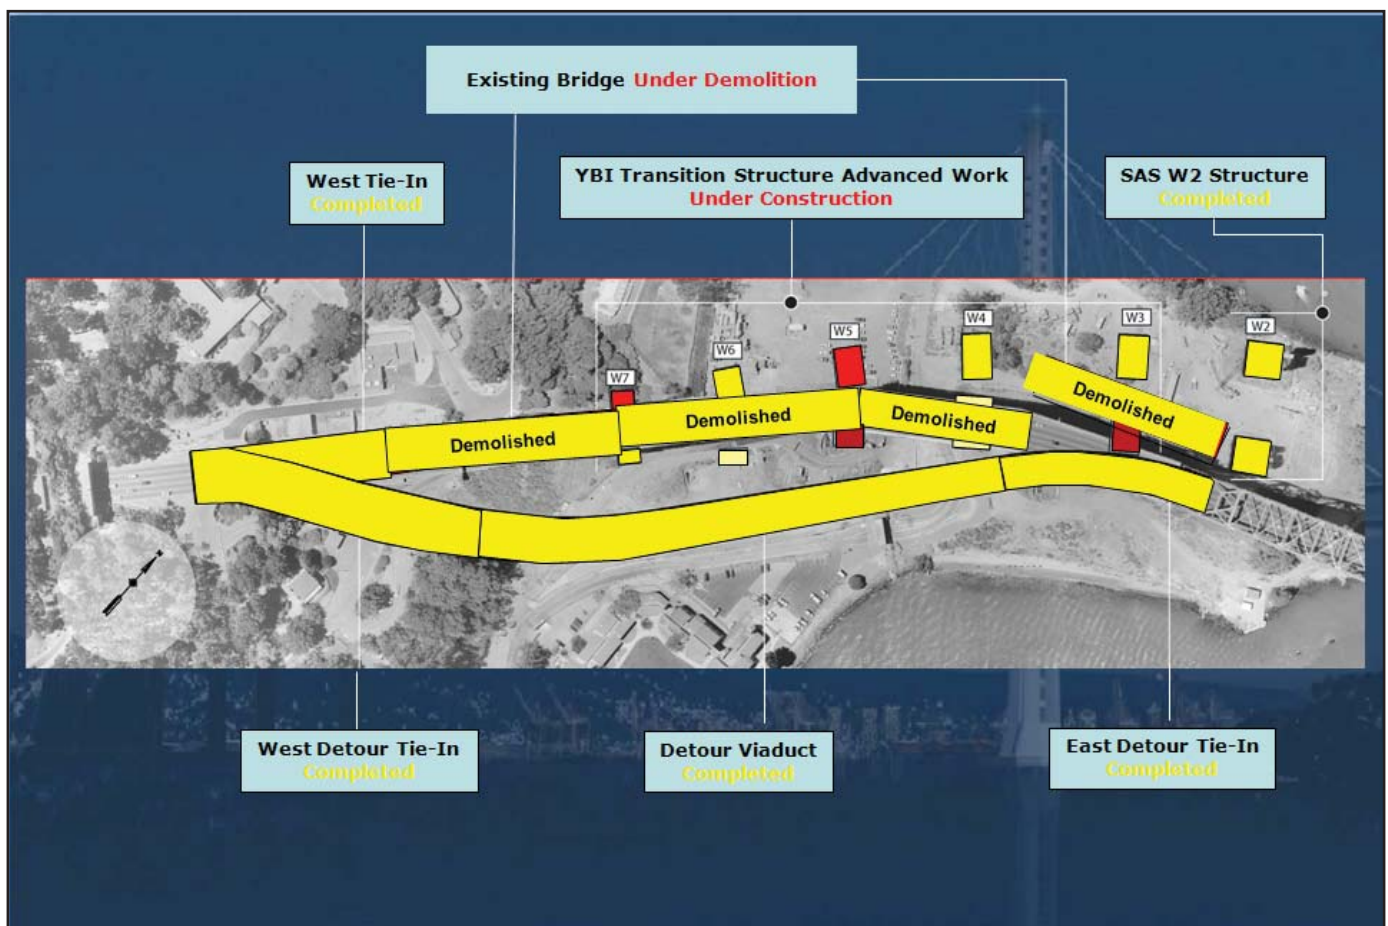 Existing Bridge Under Demolition
West Tie-In
Completed
YBI Transition Structure Advanced Work
Under Construction
SAS W2 Structure
Completed
W7
W6
W5
W4
W3
W2
Demolished
Demolished
Demolished
Demolished
West Detour Tie-In
Completed
Detour Viaduct
Completed
East Detour Tie-In
Completed